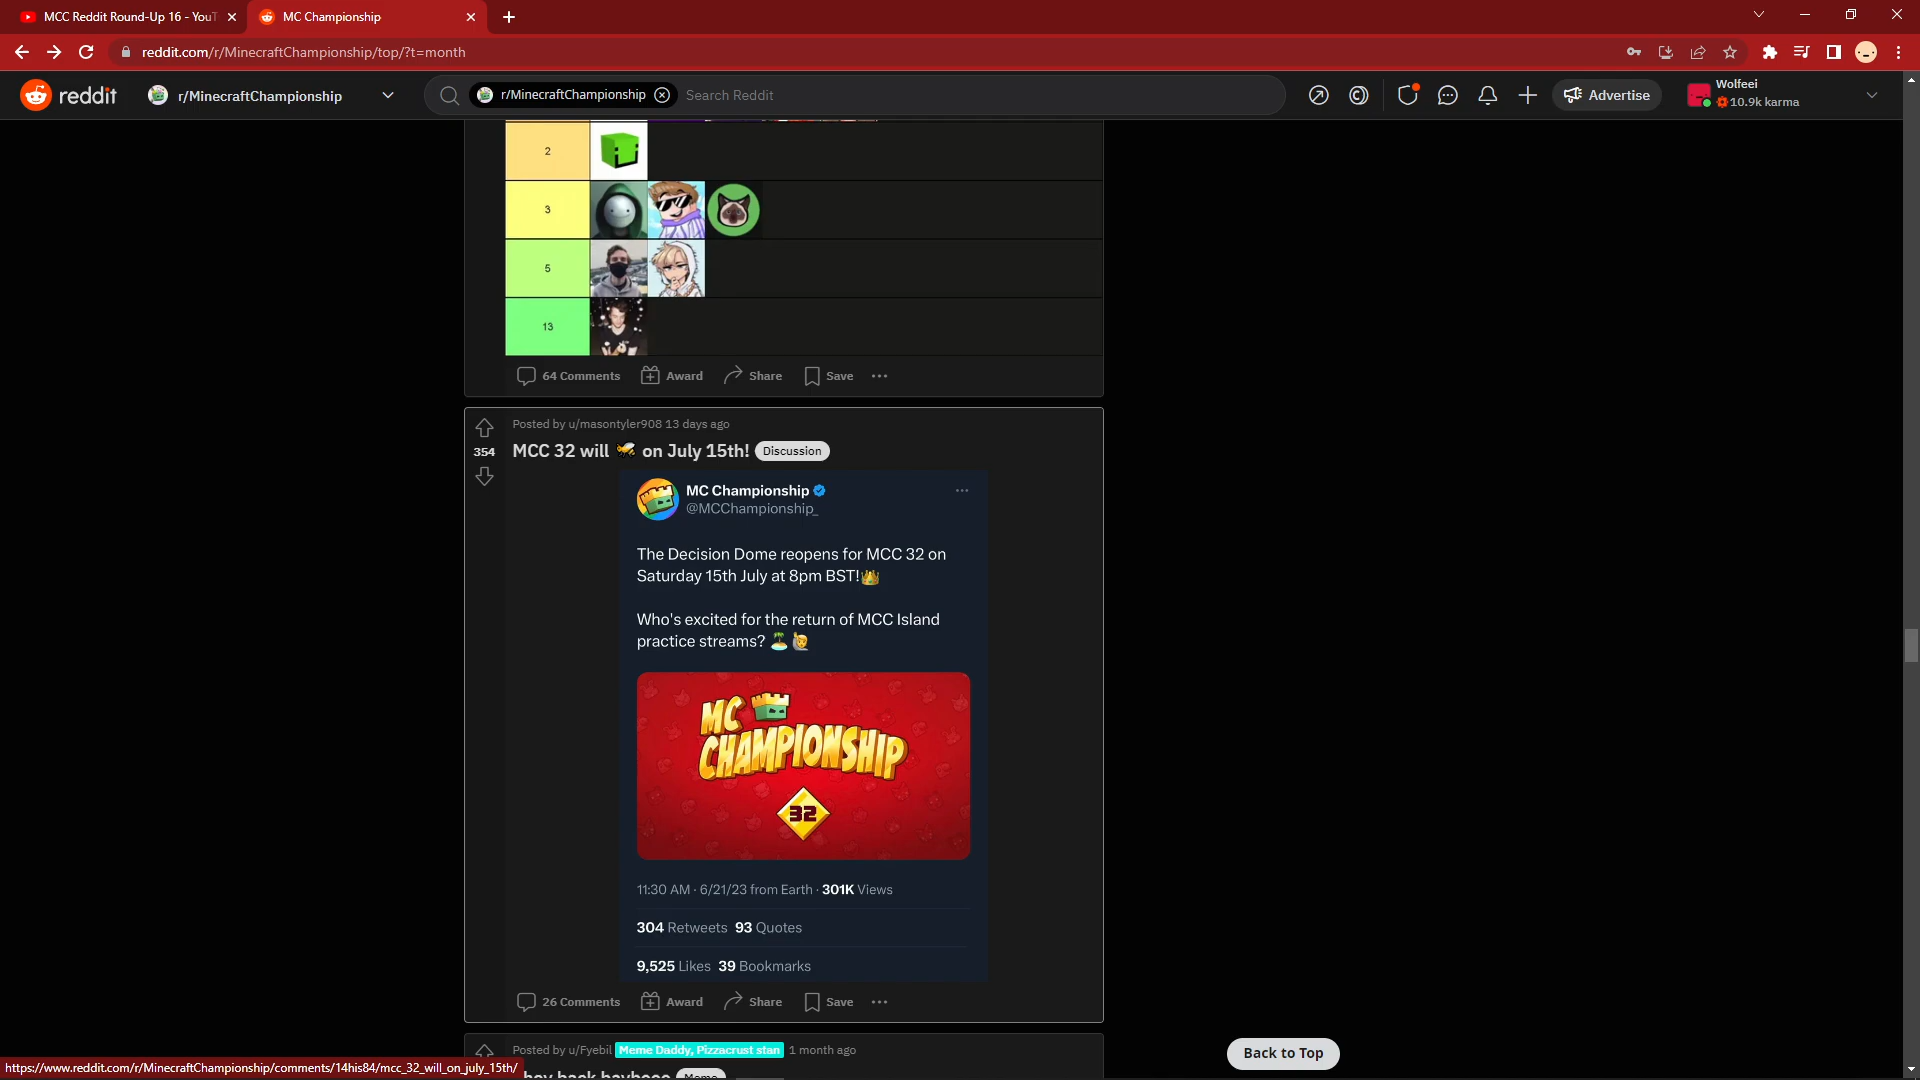 MCC Reddit Round-Up 16 - YouT
MC Championship
reddit.com/r/MinecraftChampionship/top/?t=month
reddit
r/MinecraftChampionship
r/MinecraftChampionship
Search Reddit
Advertise
Wolfeei
10.9k karma
2
3
5
13
64 Comments
Award
Share
Save
Posted by u/masontyler908 13 days ago
354
MCC 32 will 🐝 on July 15th!
Discussion
MC Championship
@MCChampionship_
The Decision Dome reopens for MCC 32 on
Saturday 15th July at 8pm BST!👑
Who's excited for the return of MCC Island
practice streams? 🏝️🙋
MC
CHAMPIONSHIP
32
11:30 AM · 6/21/23 from Earth · 301K Views
304 Retweets 93 Quotes
9,525 Likes 39 Bookmarks
26 Comments
Award
Share
Save
Posted by u/Fyebil Meme Daddy, Pizzacrust stan 1 month ago
Meme
Back to Top
https://www.reddit.com/r/MinecraftChampionship/comments/14his84/mcc_32_will_on_july_15th/